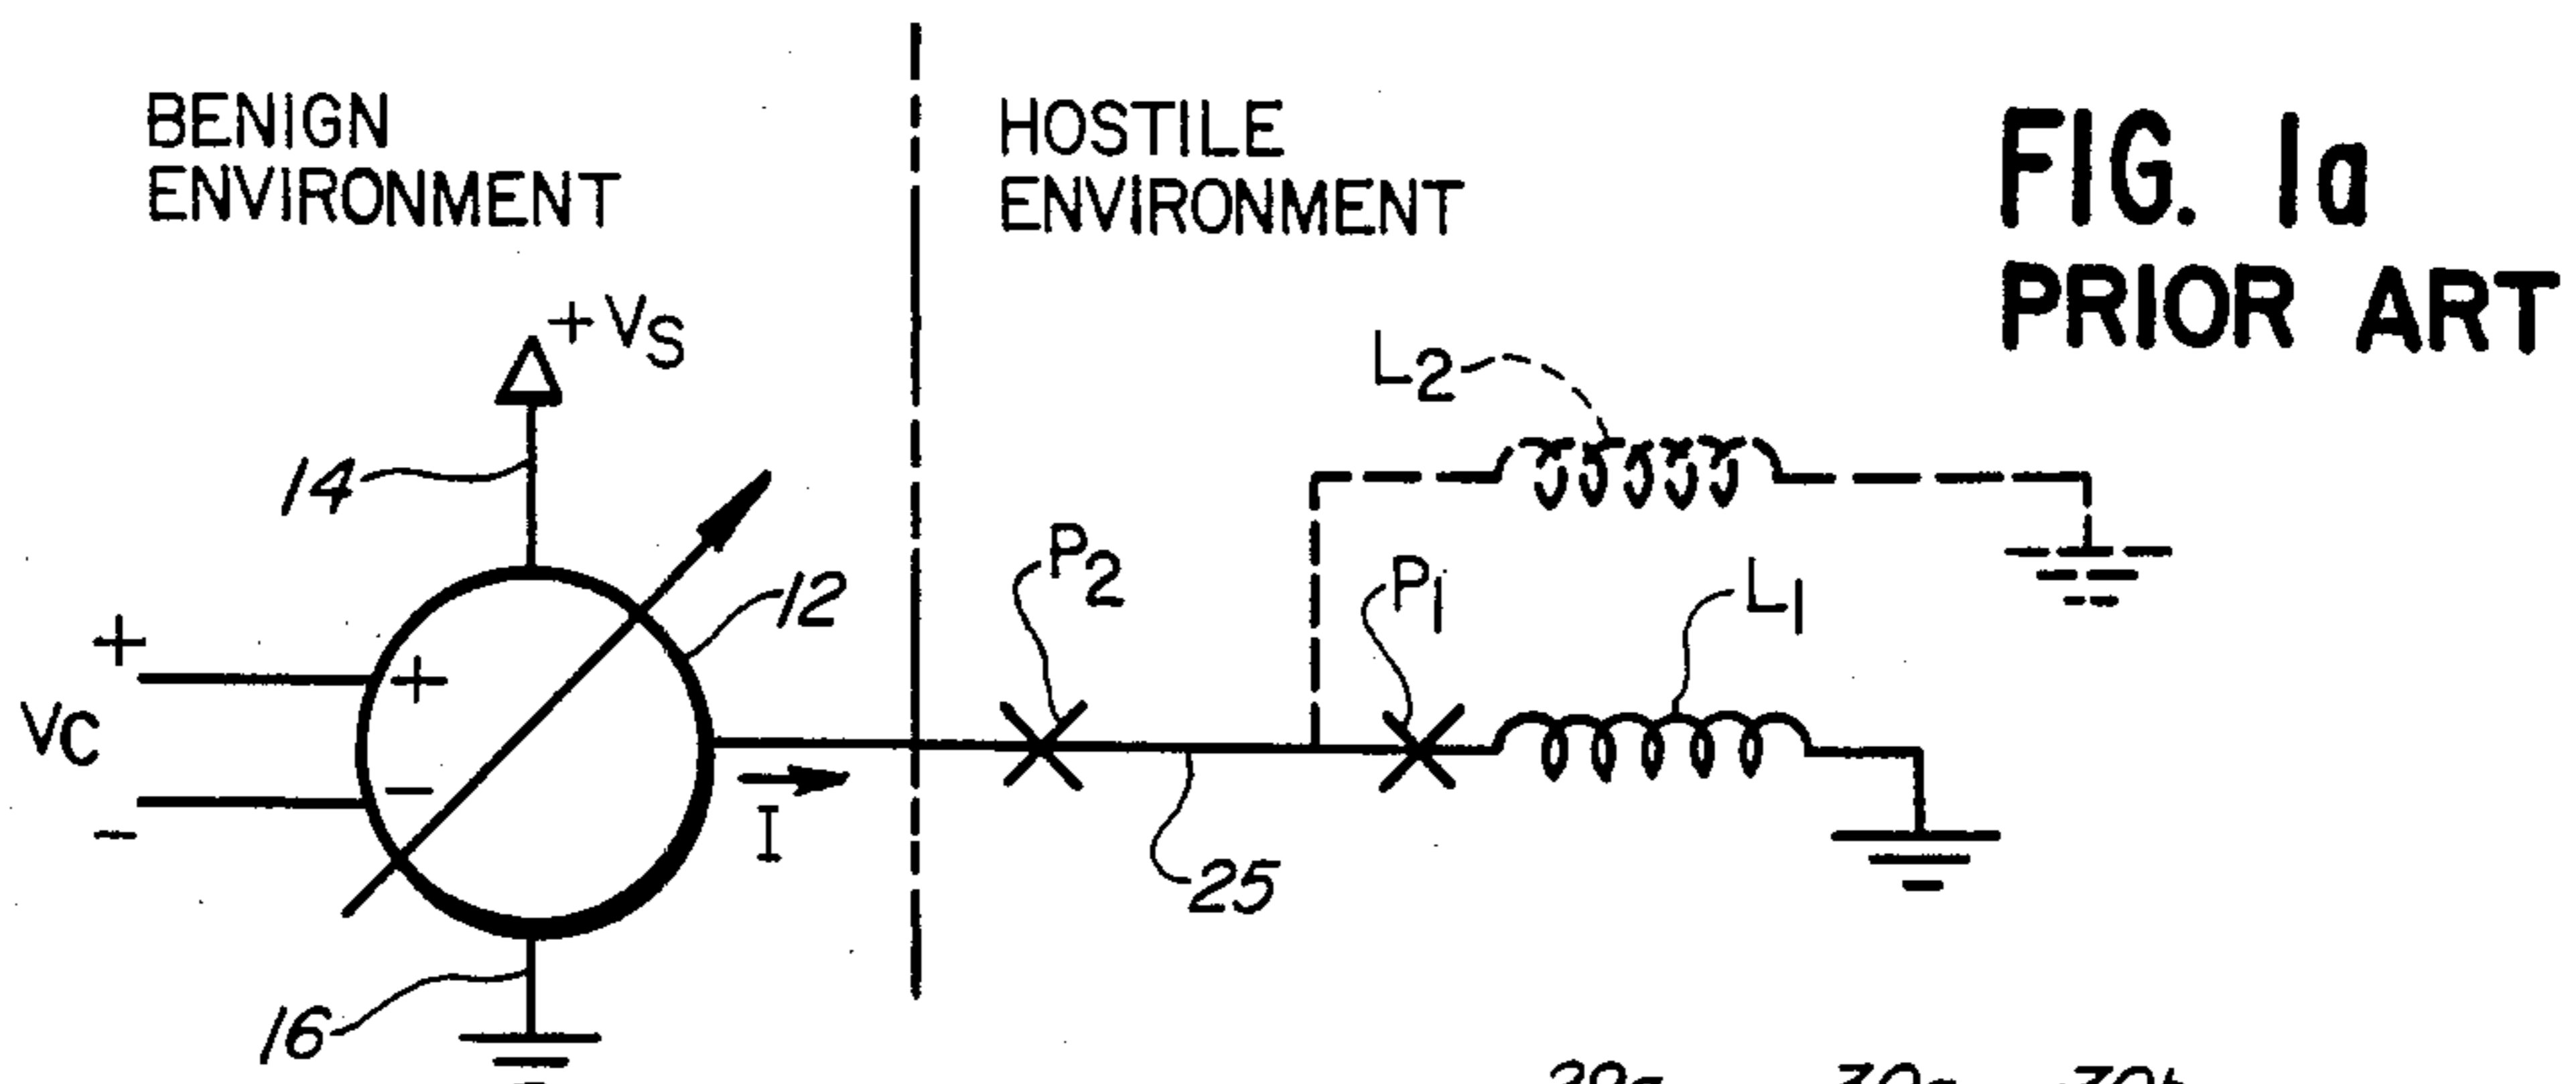 BENIGN
ENVIRONMENT
HOSTILE
ENVIRONMENT
FIG. 1a
PRIOR ART
+VS
L2
14
P2
12
P1
L1
+
+
VC
−
−
I
25
16